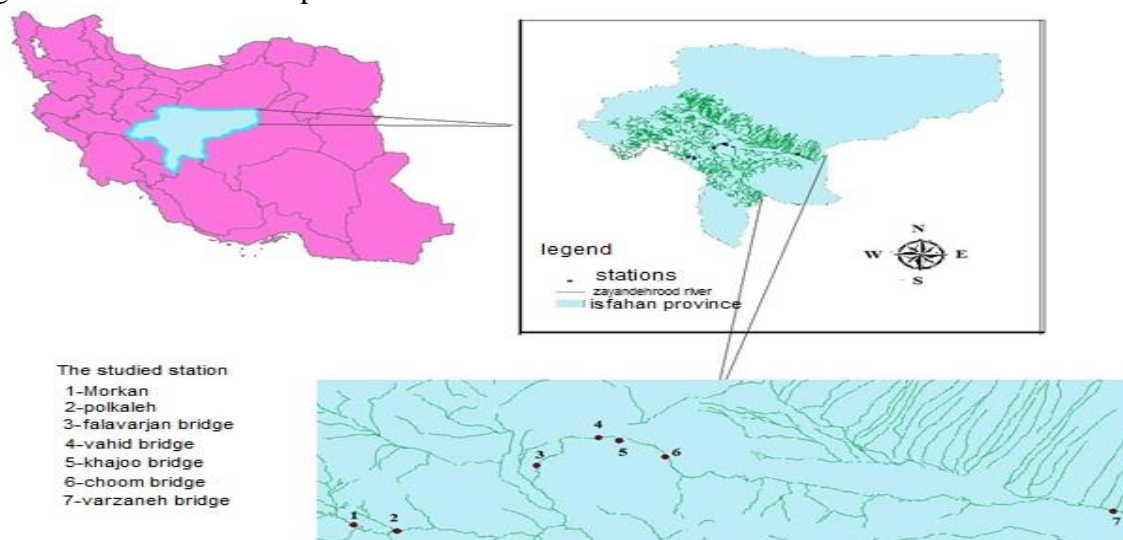 N
W E
S
legend
stations
zayandehrood river
isfahan province
The studied station
1-Morkan
2-polkaleh
3-falavarjan bridge
4-vahid bridge
5-khajoo bridge
6-choom bridge
7-varzaneh bridge
4
3 5 6
1 2 7